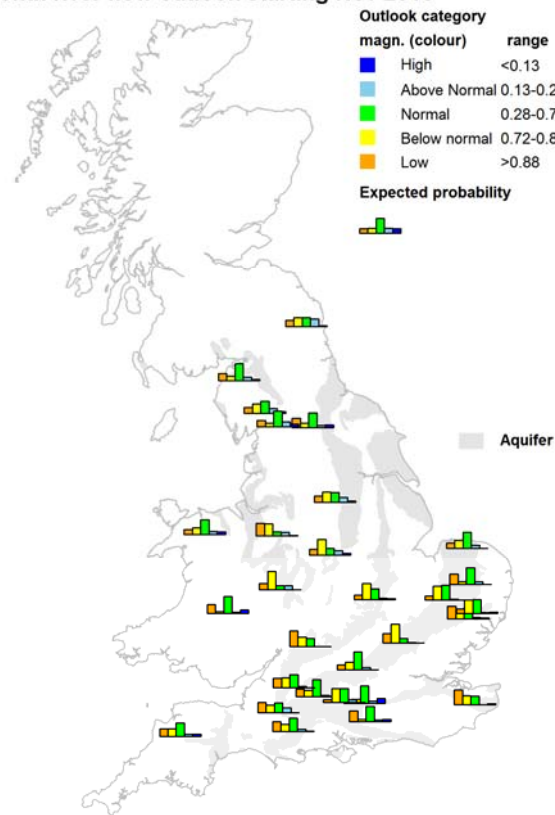 Outlook category
magn. (colour) range
High <0.13
Above Normal 0.13-0.2
Normal 0.28-0.7
Below normal 0.72-0.8
Low >0.88
Expected probability
Aquifer